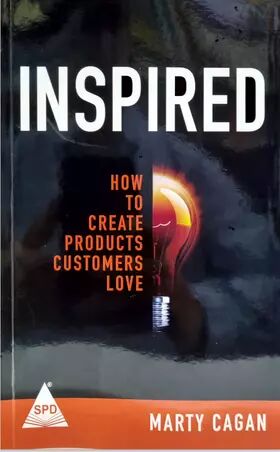 INSPIRED
HOW
TO
CREATE
PRODUCTS
CUSTOMERS
LOVE
SPD
MARTY CAGAN